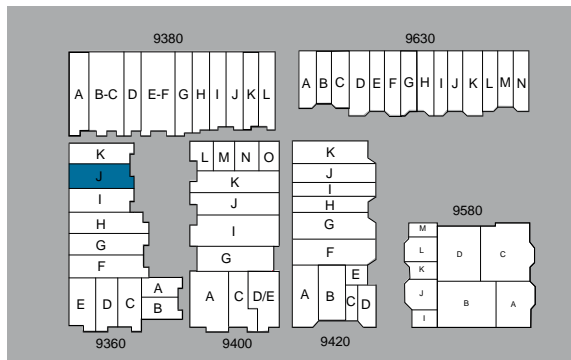 9380
9630
A B-C D E-F G H I J K L
A B C D E F G H I J K L M N
K
J
I
H
G
F
E D C
A
B
9360
L M N O
K
J
I
G
A C D/E
9400
K
J
I
H
G
F
E
A B C D
9420
9580
M
L
K
J
I
D C
B A